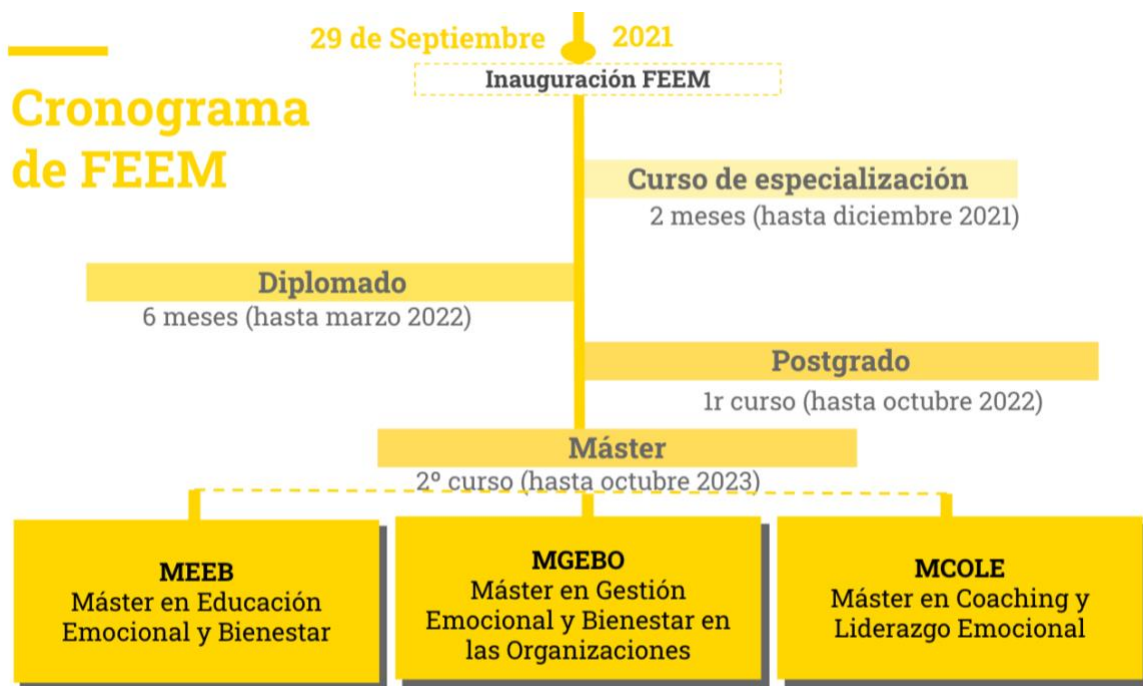 29 de Septiembre 2021
Inauguración FEEM
Cronograma
de FEEM
Curso de especialización
2 meses (hasta diciembre 2021)
Diplomado
6 meses (hasta marzo 2022)
Postgrado
1r curso (hasta octubre 2022)
Máster
2º curso (hasta octubre 2023)
MEEB
Máster en Educación
Emocional y Bienestar
MGEBO
Máster en Gestión
Emocional y Bienestar en
las Organizaciones
MCOLE
Máster en Coaching y
Liderazgo Emocional